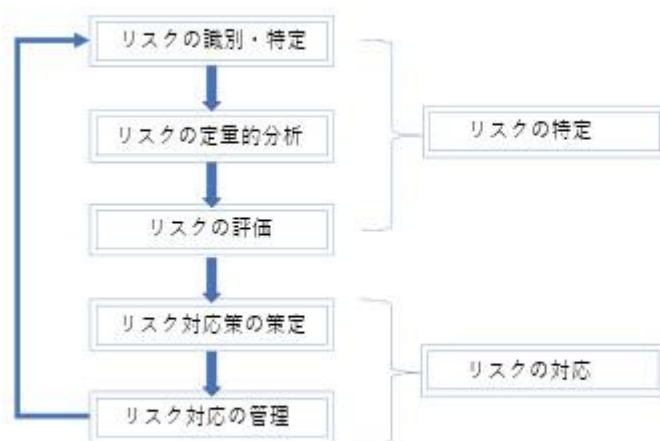 リスクの識別・特定
リスクの定量的分析
リスクの特定
リスクの評価
リスク対応策の策定
リスクの対応
リスク対応の管理